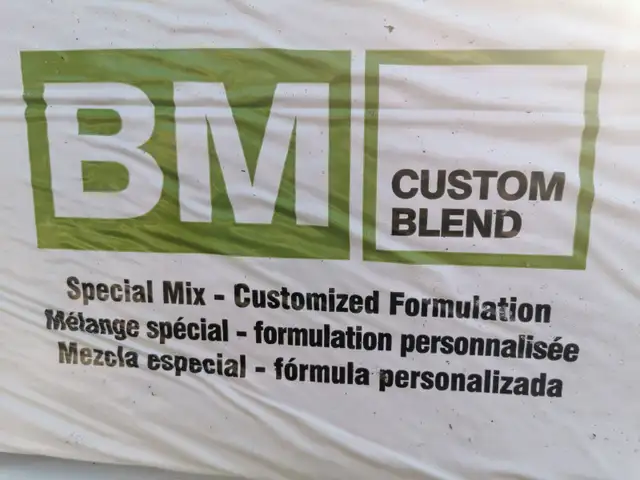 BM
CUSTOM
BLEND
Special Mix - Customized Formulation
Mélange spécial - formulation personnalisée
Mezcla especial - fórmula personalizada